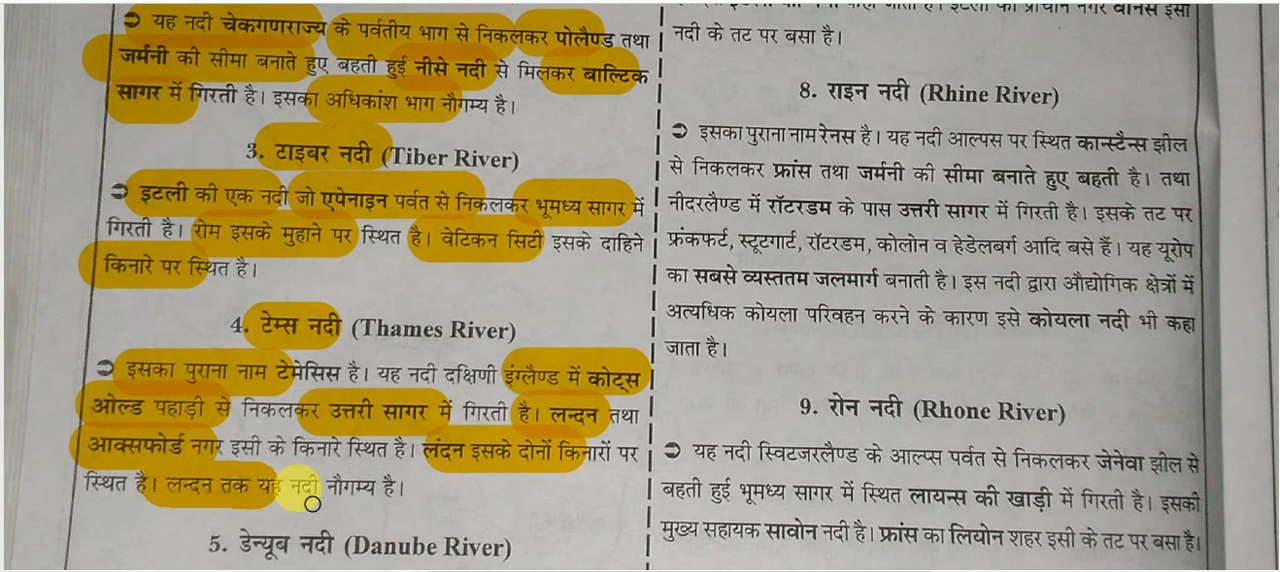 ➲ यह नदी चेकगणराज्य के पर्वतीय भाग से निकलकर पोलैण्ड तथा
जर्मनी की सीमा बनाते हुए बहती हुई नीसे नदी से मिलकर बाल्टिक
सागर में गिरती है। इसका अधिकांश भाग नौगम्य है।
3. टाइबर नदी (Tiber River)
➲ इटली की एक नदी जो एपेनाइन पर्वत से निकलकर भूमध्य सागर में
गिरती है। रोम इसके मुहाने पर स्थित है। वेटिकन सिटी इसके दाहिने
किनारे पर स्थित है।
4. टेम्स नदी (Thames River)
➲ इसका पुराना नाम टेमेसिस है। यह नदी दक्षिणी इंग्लैण्ड में कोट्स
ओल्ड पहाड़ी से निकलकर उत्तरी सागर में गिरती है। लन्दन तथा
आक्सफोर्ड नगर इसी के किनारे स्थित है। लंदन इसके दोनों किनारों पर
स्थित है। लन्दन तक यह नदी नौगम्य है।
5. डेन्यूब नदी (Danube River)
नदी के तट पर बसा है।
8. राइन नदी (Rhine River)
➲ इसका पुराना नाम रेनस है। यह नदी आल्पस पर स्थित कान्स्टैन्स झील
से निकलकर फ्रांस तथा जर्मनी की सीमा बनाते हुए बहती है। तथा
नीदरलैण्ड में रॉटरडम के पास उत्तरी सागर में गिरती है। इसके तट पर
फ्रंकफर्ट, स्टूटगार्ट, रॉटरडम, कोलोन व हेडेलबर्ग आदि बसे हैं। यह यूरोप
का सबसे व्यस्ततम जलमार्ग बनाती है। इस नदी द्वारा औद्योगिक क्षेत्रों में
अत्यधिक कोयला परिवहन करने के कारण इसे कोयला नदी भी कहा
जाता है।
9. रोन नदी (Rhone River)
➲ यह नदी स्विटजरलैण्ड के आल्प्स पर्वत से निकलकर जेनेवा झील से
बहती हुई भूमध्य सागर में स्थित लायन्स की खाड़ी में गिरती है। इसकी
मुख्य सहायक सावोन नदी है। फ्रांस का लियोन शहर इसी के तट पर बसा है।